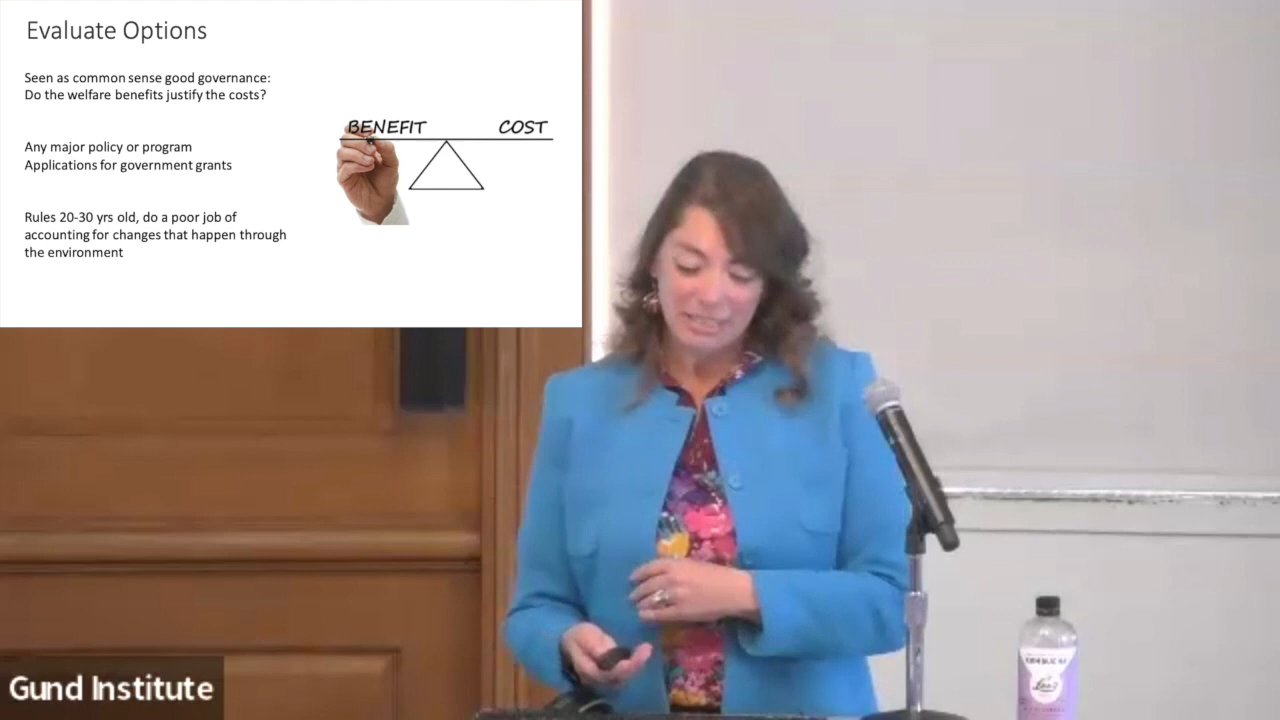 Evaluate Options
Seen as common sense good governance:
Do the welfare benefits justify the costs?
BENEFIT COST
Any major policy or program
Applications for government grants
Rules 20-30 yrs old, do a poor job of
accounting for changes that happen through
the environment
Gund Institute